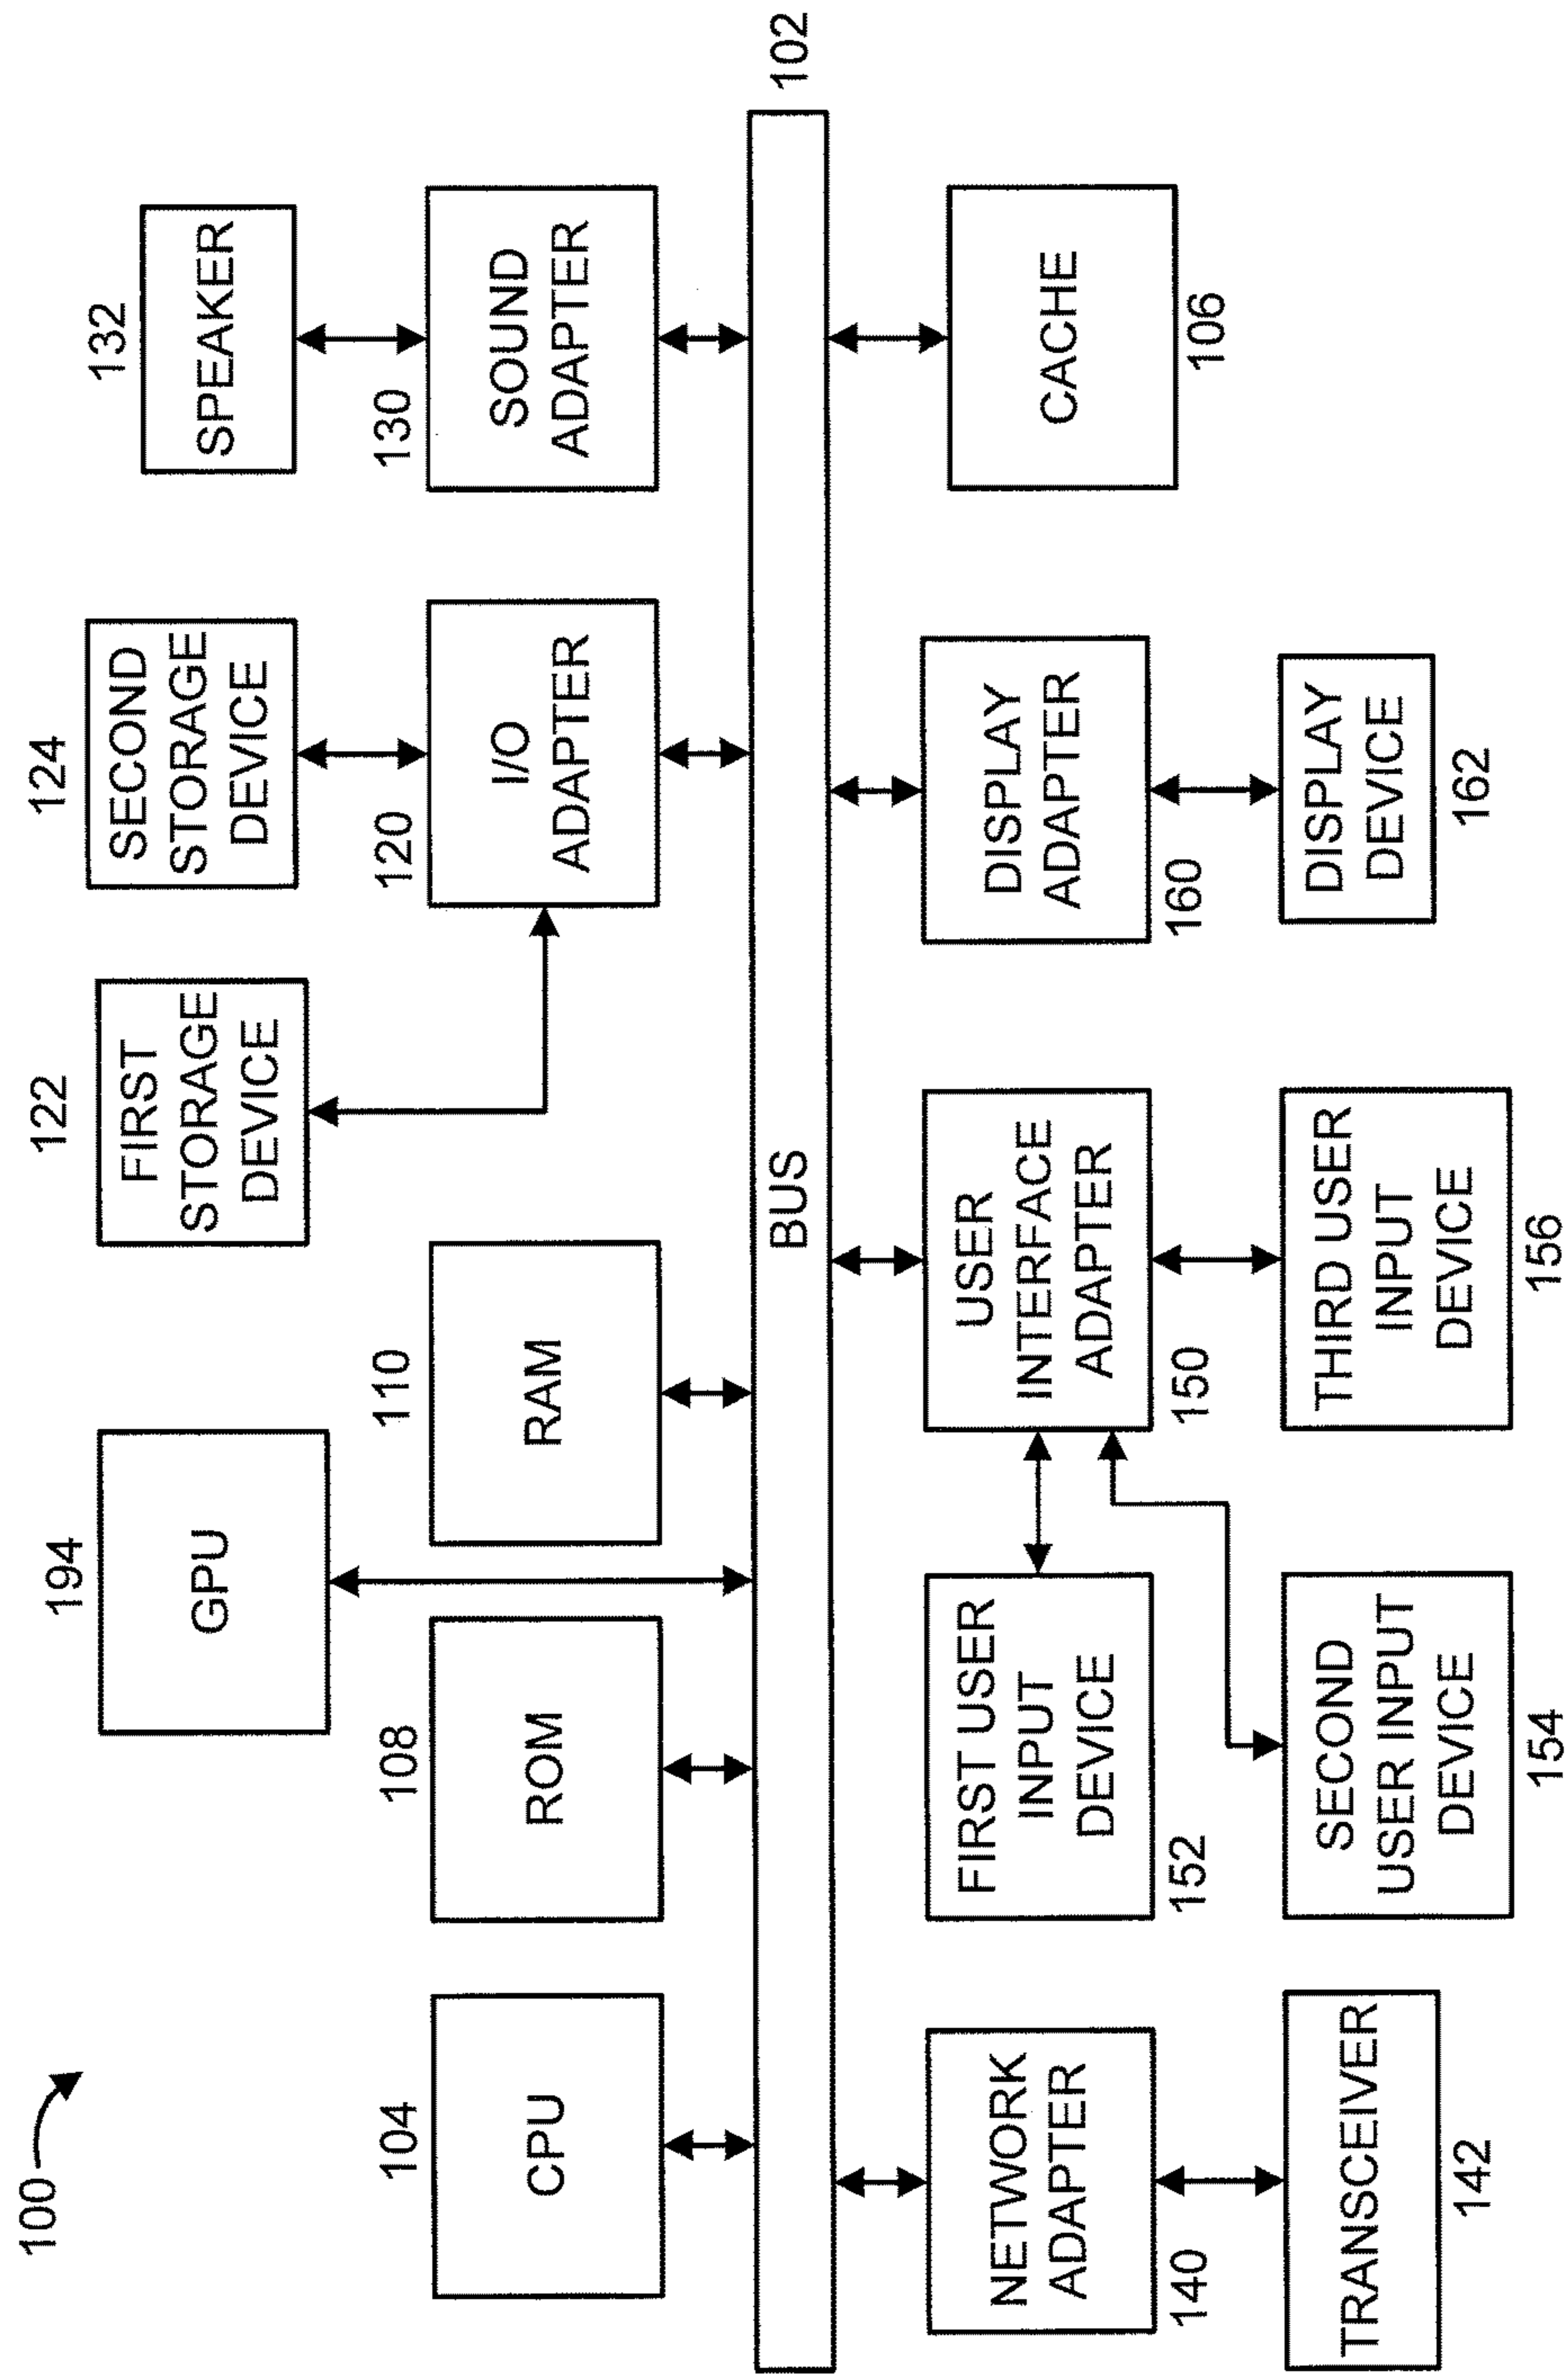 100
104
CPU
108
ROM
194
GPU
110
RAM
122
FIRST
STORAGE
DEVICE
124
SECOND
STORAGE
DEVICE
120
I/O
ADAPTER
132
SPEAKER
130
SOUND
ADAPTER
BUS
102
NETWORK
ADAPTER
140
TRANSCEIVER
142
FIRST USER
INPUT
DEVICE
152
SECOND
USER INPUT
DEVICE
154
USER
INTERFACE
ADAPTER
150
THIRD USER
INPUT
DEVICE
156
DISPLAY
ADAPTER
160
DISPLAY
DEVICE
162
CACHE
106